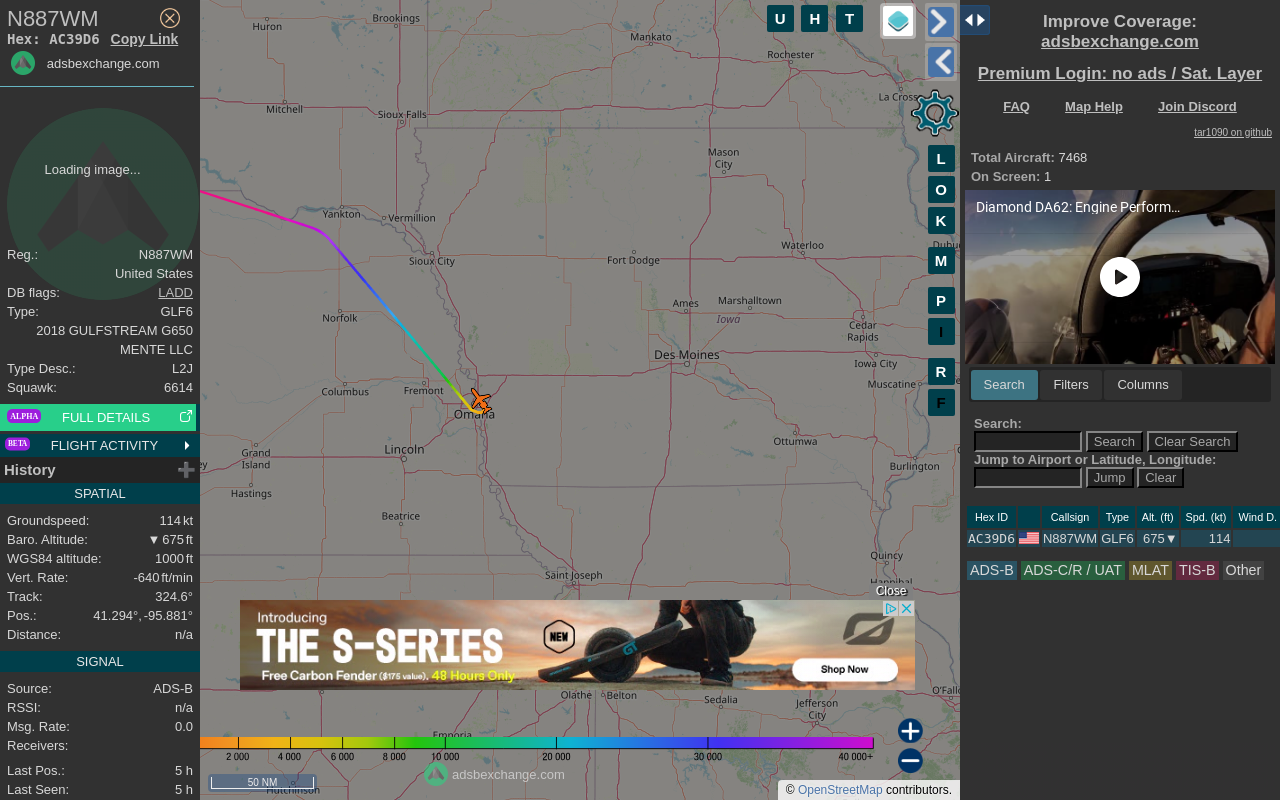 N887WM
Hex: AC39D6 Copy Link
adsbexchange.com
Loading image...
Reg.: N887WM
United States
DB flags: LADD
Type: GLF6
2018 GULFSTREAM G650
MENTE LLC
Type Desc.: L2J
Squawk: 6614
ALPHA FULL DETAILS
BETA FLIGHT ACTIVITY
History
SPATIAL
Groundspeed: 114 kt
Baro. Altitude: ▼ 675 ft
WGS84 altitude: 1000 ft
Vert. Rate: -640 ft/min
Track: 324.6°
Pos.: 41.294°, -95.881°
Distance: n/a
SIGNAL
Source: ADS-B
RSSI: n/a
Msg. Rate: 0.0
Receivers:
Last Pos.: 5 h
Last Seen: 5 h
Huron
Brookings
Mankato
Rochester
La Cross
Mitchell
Sioux Falls
Mason
City
Yankton
Vermillion
Sioux City
Fort Dodge
Waterloo
Dubu
Norfolk
Ames
Marshalltown
Iowa
Cedar
Rapids
Des Moines
Iowa City
Columbus
Fremont
Muscatine
Omaha
Lincoln
Grand
Island
Ottumwa
Burlington
Hastings
Beatrice
Quincy
Saint Joseph
Hannibal
Olathe
Belton
Sedalia
Jefferson
City
O'Fallo
Emporia
Hutchinson
U H T
L
O
K
M
P
I
R
F
Close
Introducing
THE S-SERIES
NEW
GT
Free Carbon Fender ($175 value), 48 Hours Only
Shop Now
2 000 4 000 6 000 8 000 10 000 20 000 30 000 40 000+
adsbexchange.com
50 NM
© OpenStreetMap contributors.
Improve Coverage:
adsbexchange.com
Premium Login: no ads / Sat. Layer
FAQ Map Help Join Discord
tar1090 on github
Total Aircraft: 7468
On Screen: 1
Diamond DA62: Engine Perform...
Search Filters Columns
Search:
Search Clear Search
Jump to Airport or Latitude, Longitude:
Jump Clear
Hex ID Callsign Type Alt. (ft) Spd. (kt) Wind D.
AC39D6 N887WM GLF6 675▼ 114
ADS-B ADS-C/R / UAT MLAT TIS-B Other